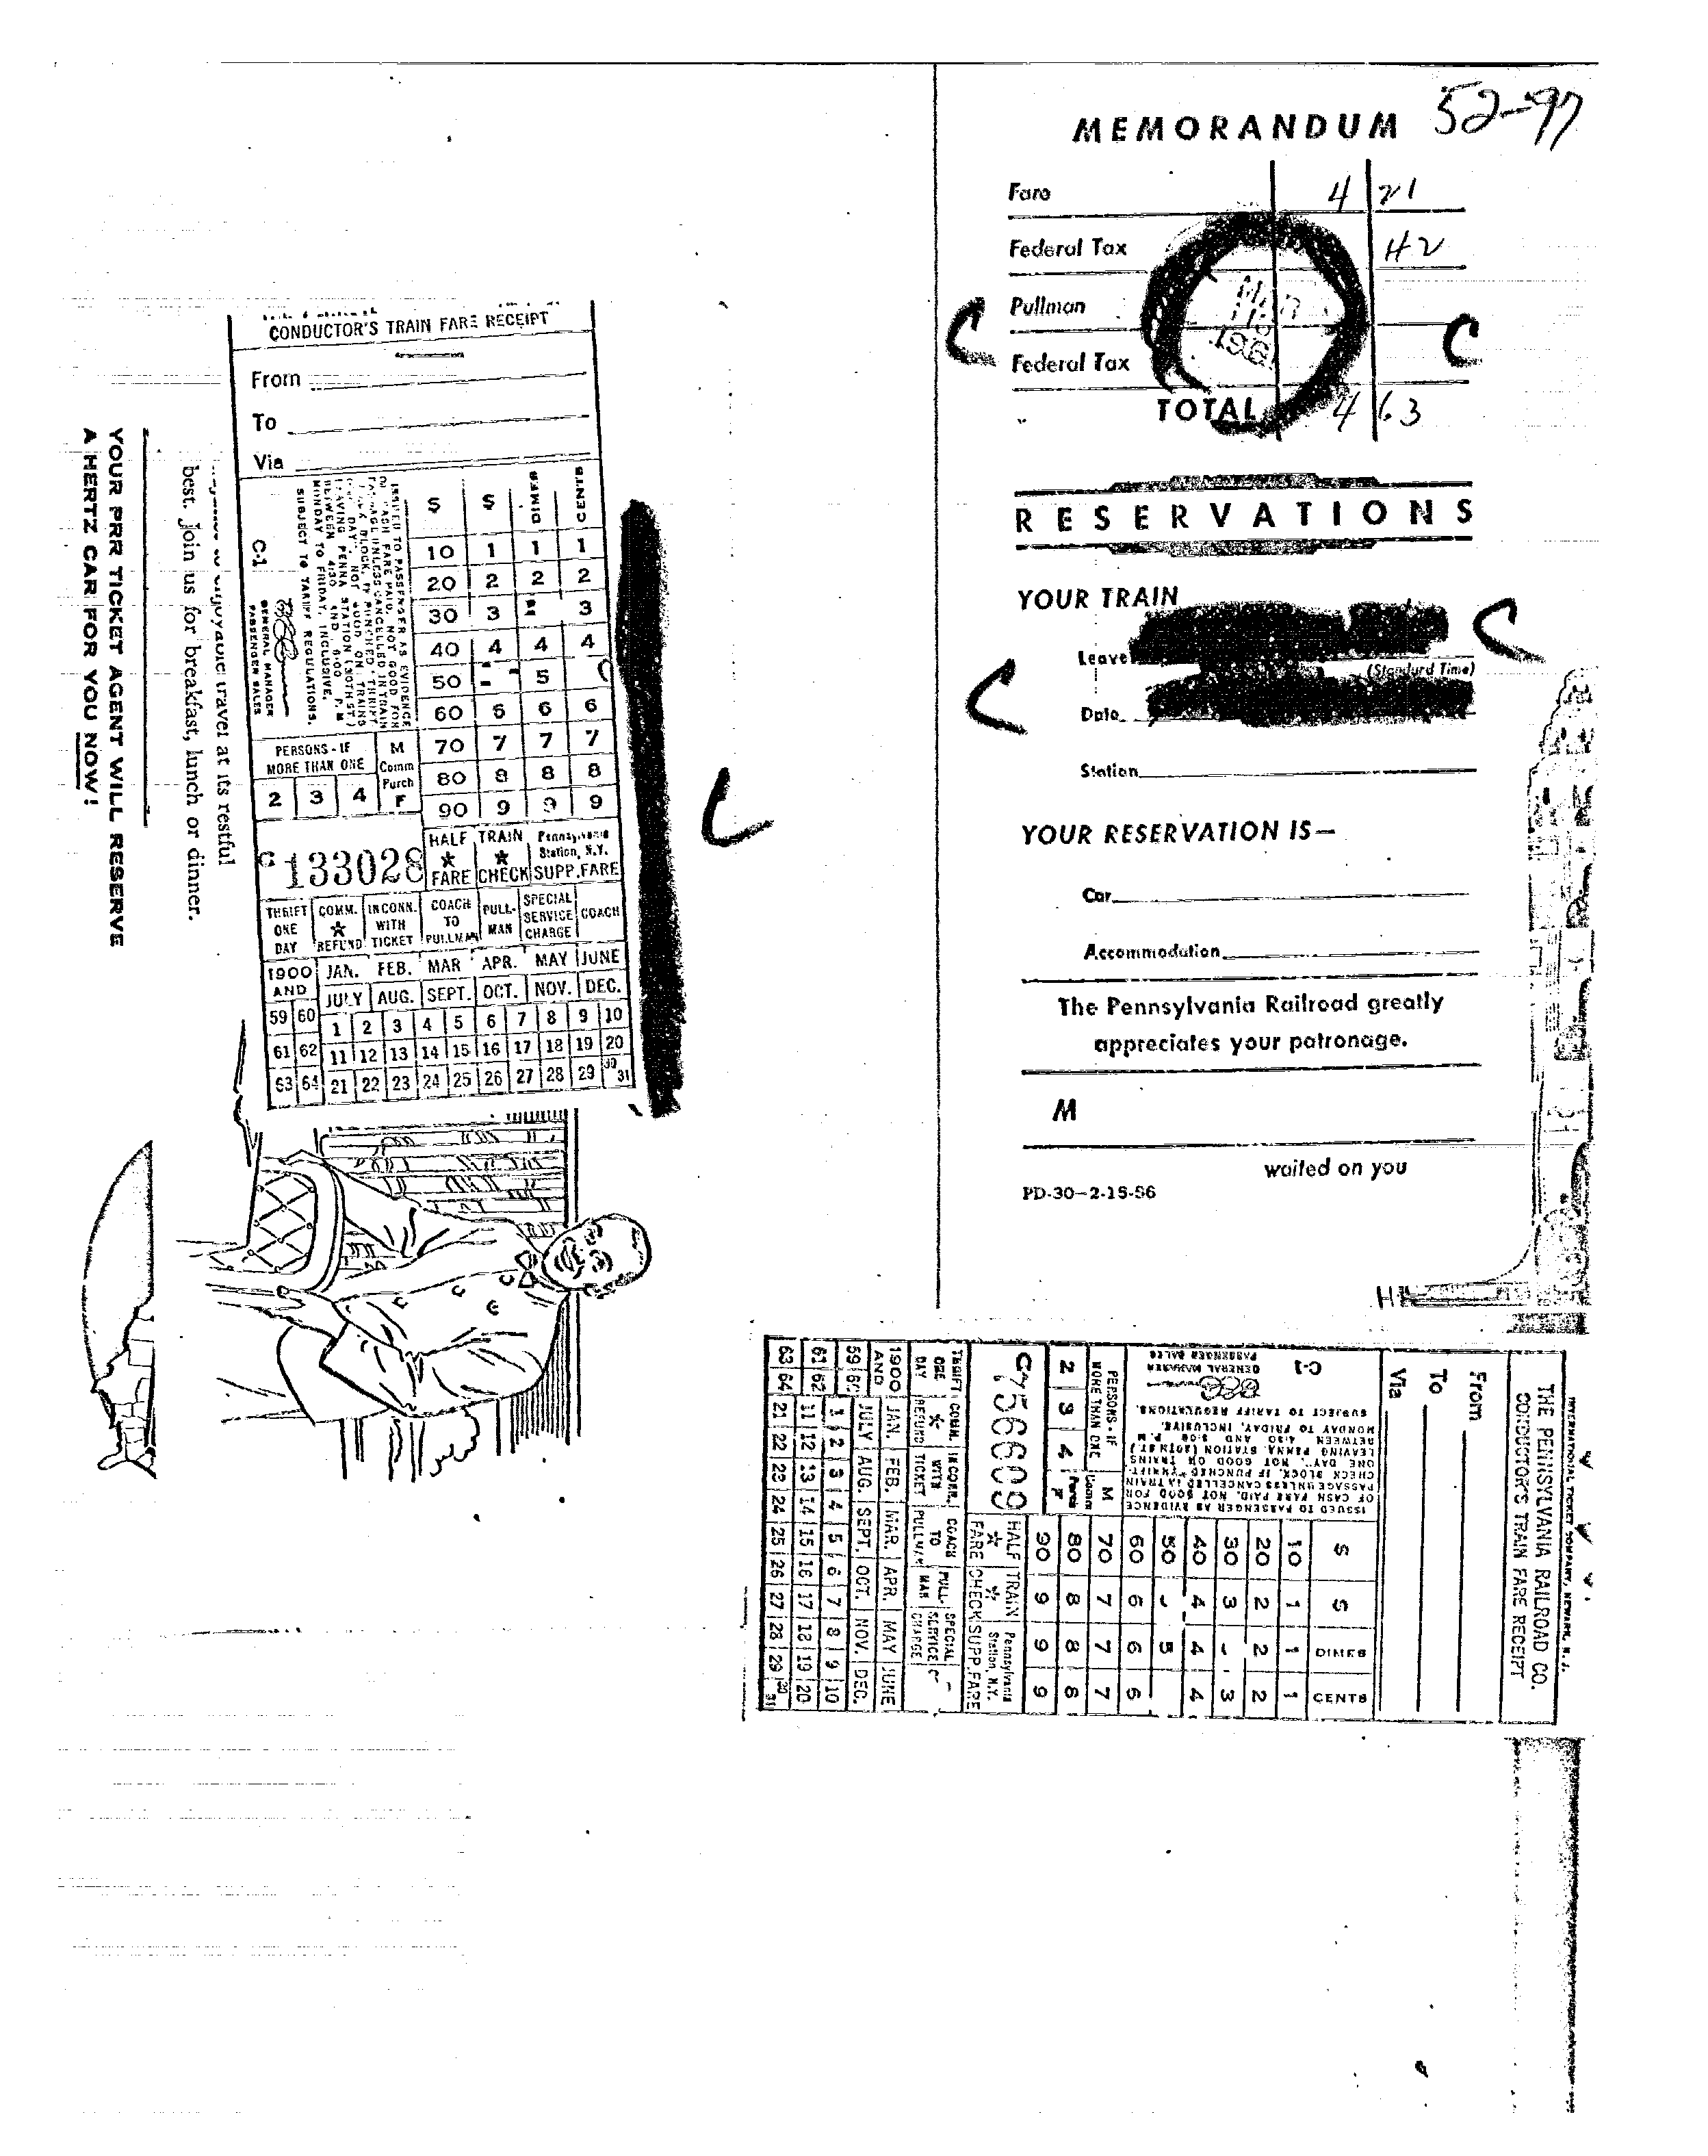 52-97
MEMORANDUM
Fare 4 21
Federal Tax 42
Pullman
Federal Tax
TOTAL 4 63
MAR
1961
C
C
RESERVATIONS
YOUR TRAIN
Leave
(Standard Time)
Date
C
C
Station
YOUR RESERVATION IS—
Car
Accommodation
The Pennsylvania Railroad greatly
appreciates your patronage.
M
waited on you
PD-30-2-15-56
CONDUCTOR'S TRAIN FARE RECEIPT
From
To
Via
$ $ DIMES CENTS
10 1 1 1
20 2 2 2
30 3 3
40 4 4 4
50 5
60 6 6 6
70 7 7 7
80 8 8 8
90 9 9 9
ISSUED TO PASSENGER AS EVIDENCE
OF CASH FARE PAID. NOT GOOD FOR
PASSAGE UNLESS CANCELLED IN TRAIN
CHECK BLOCK. IF PUNCHED "THRIFT
ONE DAY". NOT GOOD ON TRAINS
LEAVING PENNA STATION (30TH ST.)
BETWEEN 4:30 AND 6:00 P.M
MONDAY TO FRIDAY, INCLUSIVE.
SUBJECT TO TARIFF REGULATIONS.
C-1
GENERAL MANAGER
PASSENGER SALES
PERSONS - IF
MORE THAN ONE
2 3 4
M
Comm
Purch
F
C133028
HALF ★ FARE
TRAIN ★ CHECK
Pennsylvania Station, N.Y. SUPP. FARE
THRIFT ONE DAY
COMM. ★ REFUND
IN CONN. WITH TICKET
COACH TO PULLMAN
PULL-MAN
SPECIAL SERVICE CHARGE
COACH
1900 AND
JAN. FEB. MAR APR. MAY JUNE
JULY AUG. SEPT. OCT. NOV. DEC.
59 60 1 2 3 4 5 6 7 8 9 10
61 62 11 12 13 14 15 16 17 18 19 20
63 64 21 22 23 24 25 26 27 28 29 30 31
C
travel at its restful
best. Join us for breakfast, lunch or dinner.
YOUR PRR TICKET AGENT WILL RESERVE
A HERTZ CAR FOR YOU NOW!
INTERNATIONAL TICKET COMPANY, NEWARK, N. J.
THE PENNSYLVANIA RAILROAD CO.
CONDUCTOR'S TRAIN FARE RECEIPT
From
To
Via
$ $ DIMES CENTS
10 1 1 1
20 2 2 2
30 3 3
40 4 4 4
50 5
60 6 6 6
70 7 7 7
80 8 8 8
90 9 9 9
ISSUED TO PASSENGER AS EVIDENCE
OF CASH FARE PAID. NOT GOOD FOR
PASSAGE UNLESS CANCELLED IN TRAIN
CHECK BLOCK. IF PUNCHED "THRIFT-
ONE DAY". NOT GOOD ON TRAINS
LEAVING PENNA. STATION (30TH ST.)
BETWEEN 4:30 AND 6:00 P.M
MONDAY TO FRIDAY, INCLUSIVE.
SUBJECT TO TARIFF REGULATIONS.
C-1
GENERAL MANAGER
PASSENGER SALES
PERSONS - IF
MORE THAN ONE
2 3 4
M
Comm
Purch
F
C756609
HALF ★ FARE
TRAIN ★ CHECK
Pennsylvania Station, N.Y. SUPP. FARE
THRIFT ONE DAY
COMM. ★ REFUND
IN CONN. WITH TICKET
COACH TO PULLMAN
PULL-MAN
SPECIAL SERVICE CHARGE
1900 AND
JAN. FEB. MAR. APR. MAY JUNE
JULY AUG. SEPT. OCT. NOV. DEC.
59 60 1 2 3 4 5 6 7 8 9 10
61 62 11 12 13 14 15 16 17 18 19 20
63 64 21 22 23 24 25 26 27 28 29 30 31